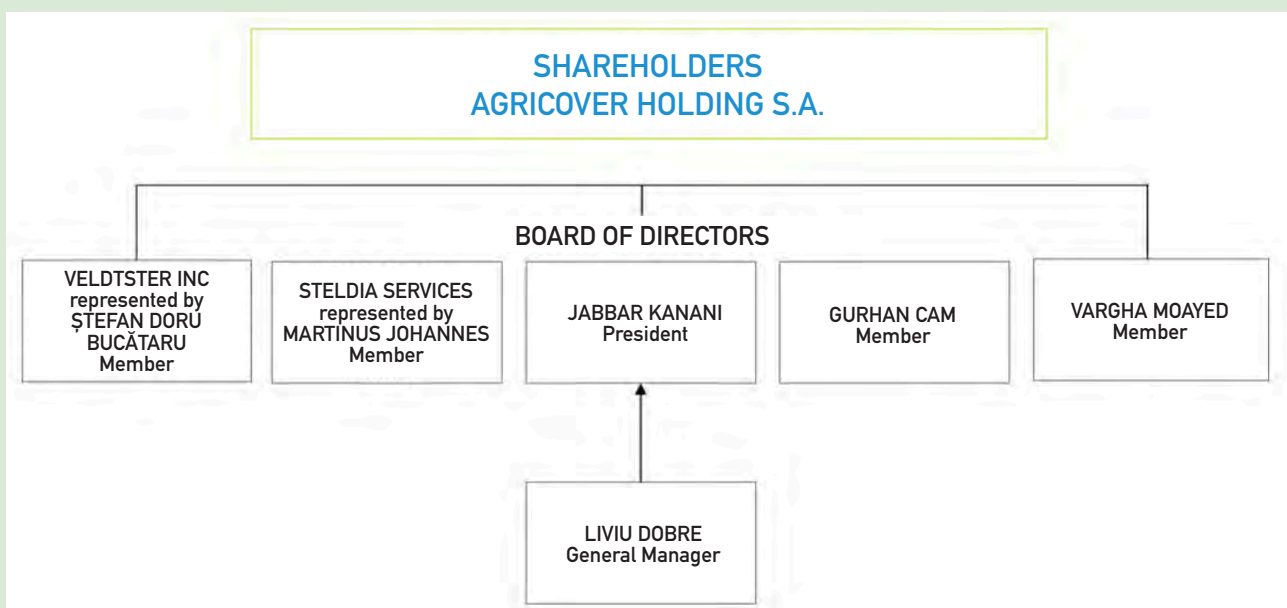 SHAREHOLDERS
AGRICOVER HOLDING S.A.
BOARD OF DIRECTORS
VELDTSTER INC
represented by
ȘTEFAN DORU
BUCĂTARU
Member
STELDIA SERVICES
represented by
MARTINUS JOHANNES
Member
JABBAR KANANI
President
GURHAN CAM
Member
VARGHA MOAYED
Member
LIVIU DOBRE
General Manager